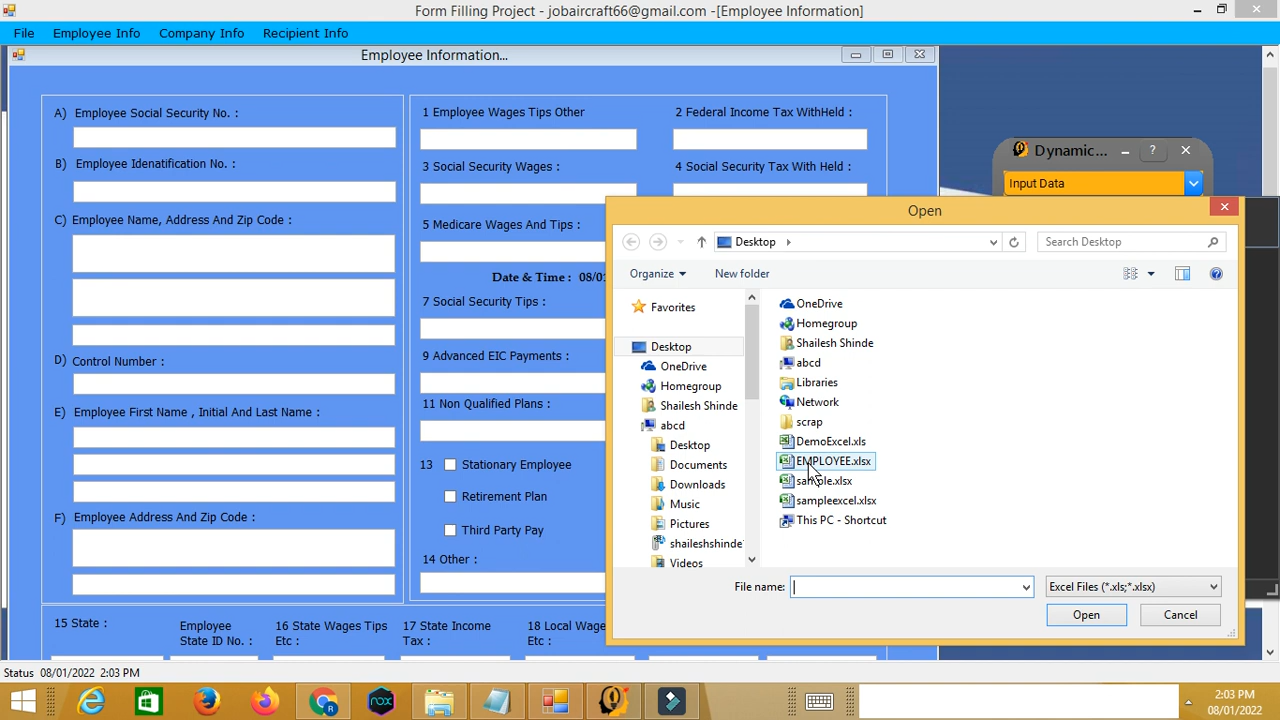 Form Filling Project - jobaircraft66@gmail.com -[Employee Information]
File Employee Info Company Info Recipient Info
Employee Information...
A) Employee Social Security No. :
B) Employee Idenatification No. :
C) Employee Name, Address And Zip Code :
D) Control Number :
E) Employee First Name , Initial And Last Name :
F) Employee Address And Zip Code :
1 Employee Wages Tips Other
2 Federal Income Tax WithHeld :
3 Social Security Wages :
4 Social Security Tax With Held :
5 Medicare Wages And Tips :
Date & Time : 08/01
7 Social Security Tips :
9 Advanced EIC Payments :
11 Non Qualified Plans :
13 Stationary Employee
Retirement Plan
Third Party Pay
14 Other :
15 State :
Employee
State ID No. :
16 State Wages Tips
Etc :
17 State Income
Tax :
18 Local Wage
Etc :
Dynamic... ?
Input Data
Open
Desktop
Search Desktop
Organize
New folder
Favorites
Desktop
OneDrive
Homegroup
Shailesh Shinde
abcd
Desktop
Documents
Downloads
Music
Pictures
shaileshshinde
Videos
OneDrive
Homegroup
Shailesh Shinde
abcd
Libraries
Network
scrap
DemoExcel.xls
EMPLOYEE.xlsx
sample.xlsx
sampleexcel.xlsx
This PC - Shortcut
File name:
Excel Files (*.xls;*.xlsx)
Open
Cancel
Status 08/01/2022 2:03 PM
nox
2:03 PM
08/01/2022